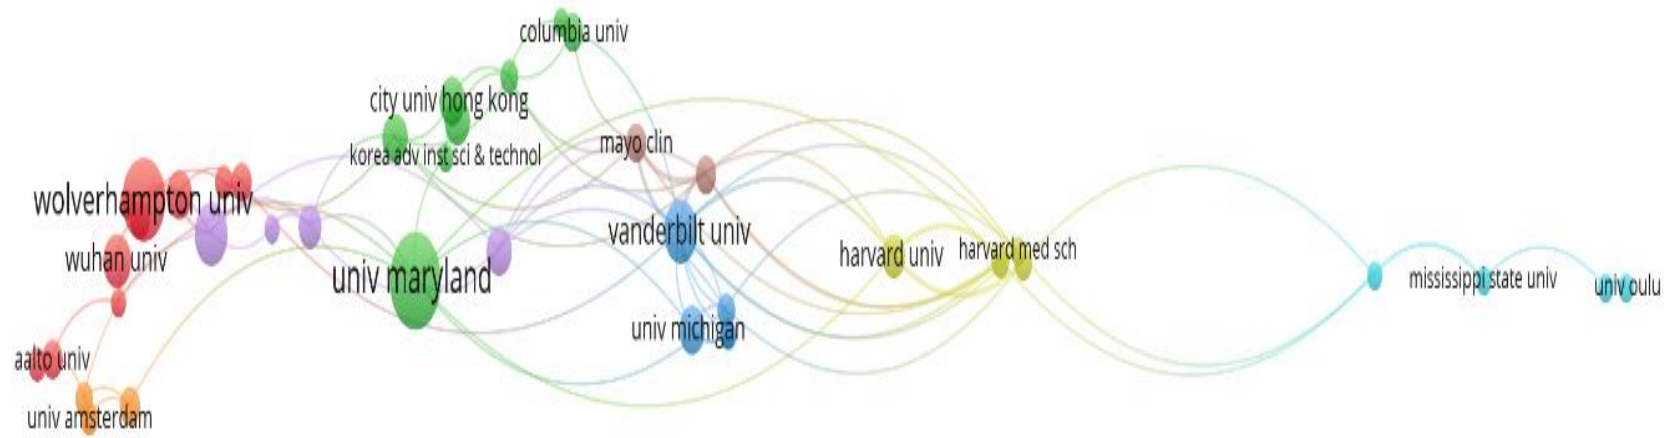 columbia univ
city univ hong kong
korea adv inst sci & technol
mayo clin
wolverhampton univ
wuhan univ
univ maryland
vanderbilt univ
harvard univ
harvard med sch
mississippi state univ
univ oulu
univ michigan
aalto univ
univ amsterdam